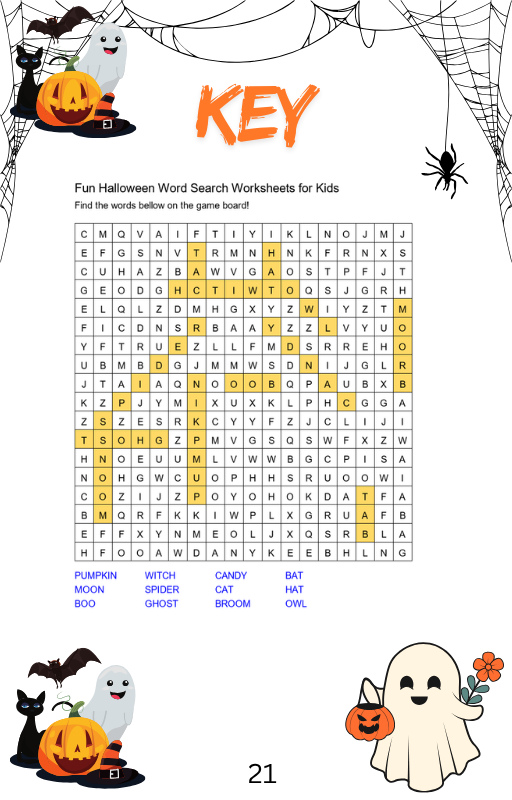 KEY
Fun Halloween Word Search Worksheets for Kids
Find the words bellow on the game board!
C M Q V A I F T I Y I K L N O J M J
E F G S N V T R M N H N K F R N X S
C U H A Z B A W V G A O S T P F J T
G E O D G H C T I W T O Q S J G R H
E L Q L Z D M H G X Y Z W I Y Z T M
F I C D N S R B A A Y Z Z L V Y U O
Y F T R U E Z L L F M D S R R E H O
U B M B D G J M M W S D N I J G L R
J T A I A Q N O O O B Q P A U B X B
K Z P J Y M I X U X K L P H C G G A
Z S Z E S R K C Y Y F Z J C L I J I
T S O H G Z P M V G S Q S W F X Z W
H N O E U U M L V W W B G C P I S A
N O H G W C U O P H H S R U O O W I
C O Z I J Z P O Y O H O K D A T F A
B M Q R F K K I W P L X G R U A F B
E F F X Y N M E O L J X Q S R B L A
H F O O A W D A N Y K E E B H L N G
PUMPKIN WITCH CANDY BAT
MOON SPIDER CAT HAT
BOO GHOST BROOM OWL
21